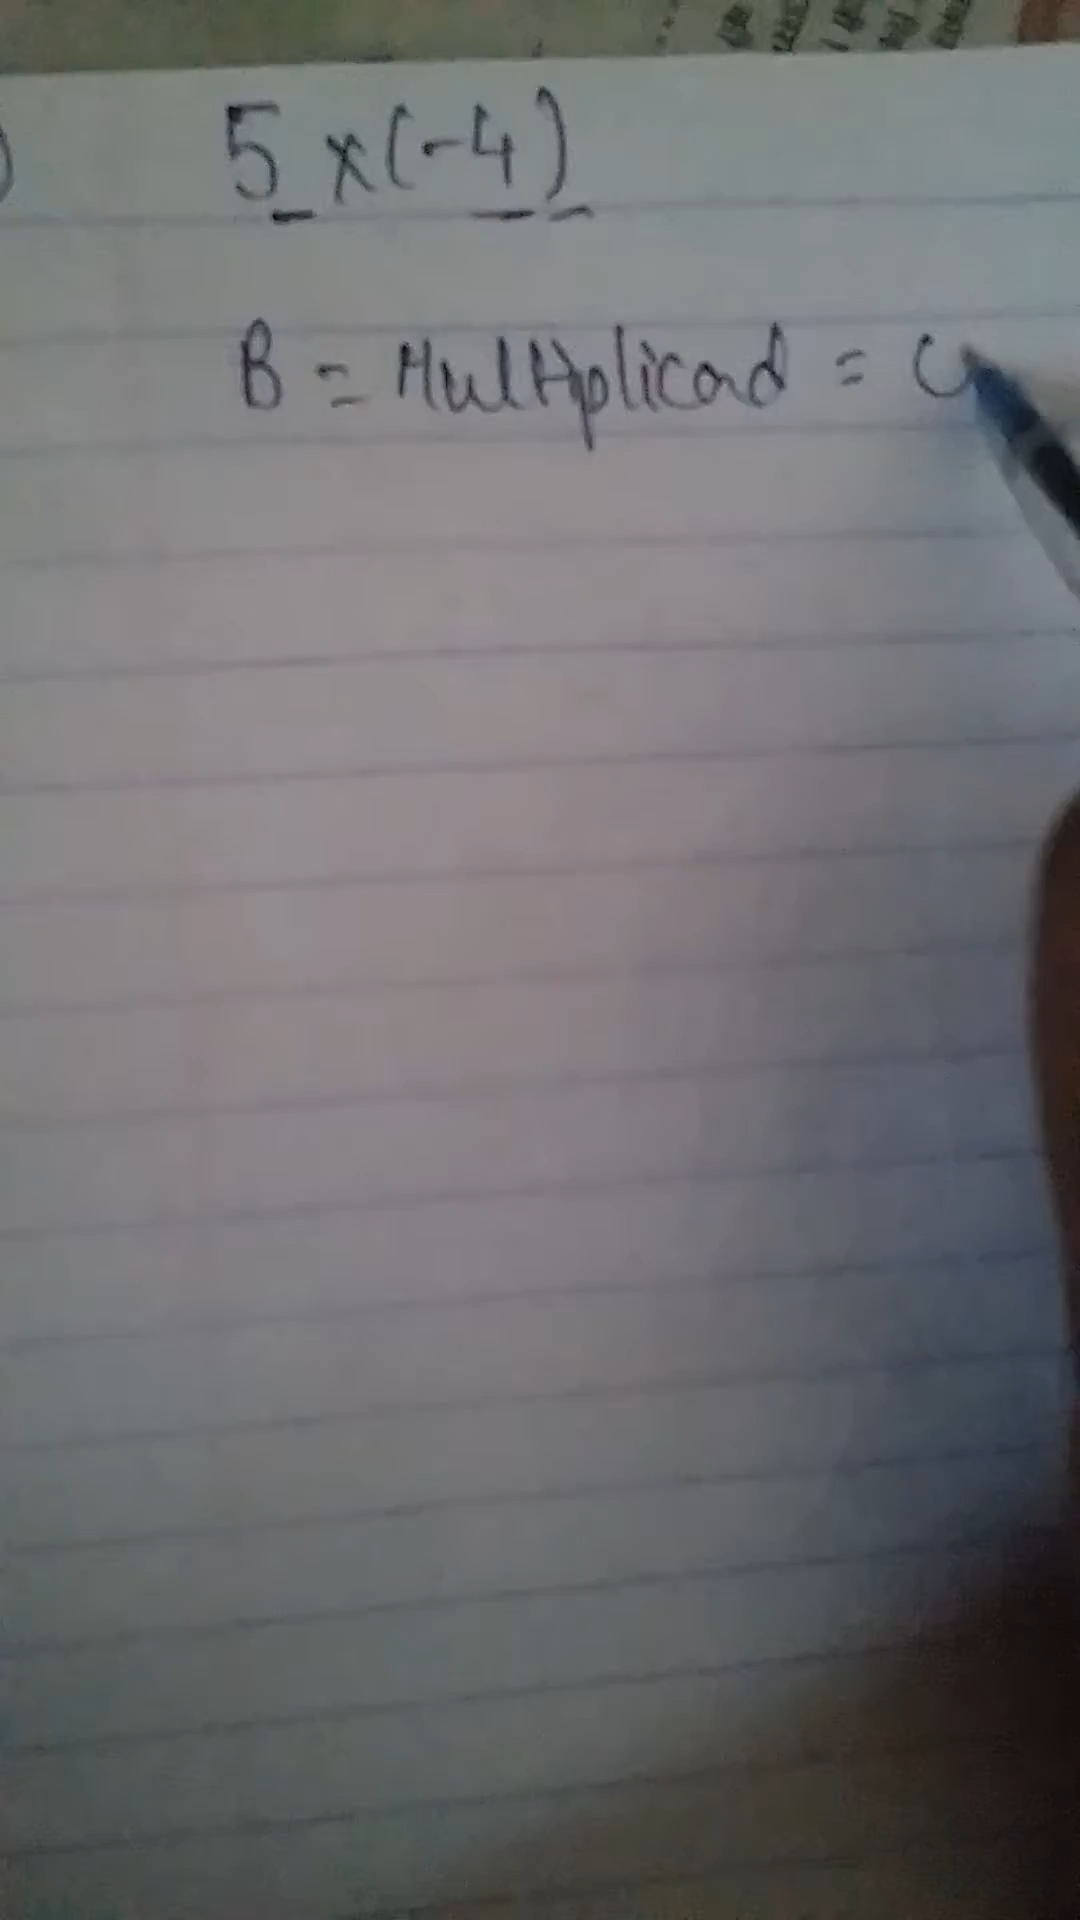 ) 5 x (-4)
B = Multiplicand =